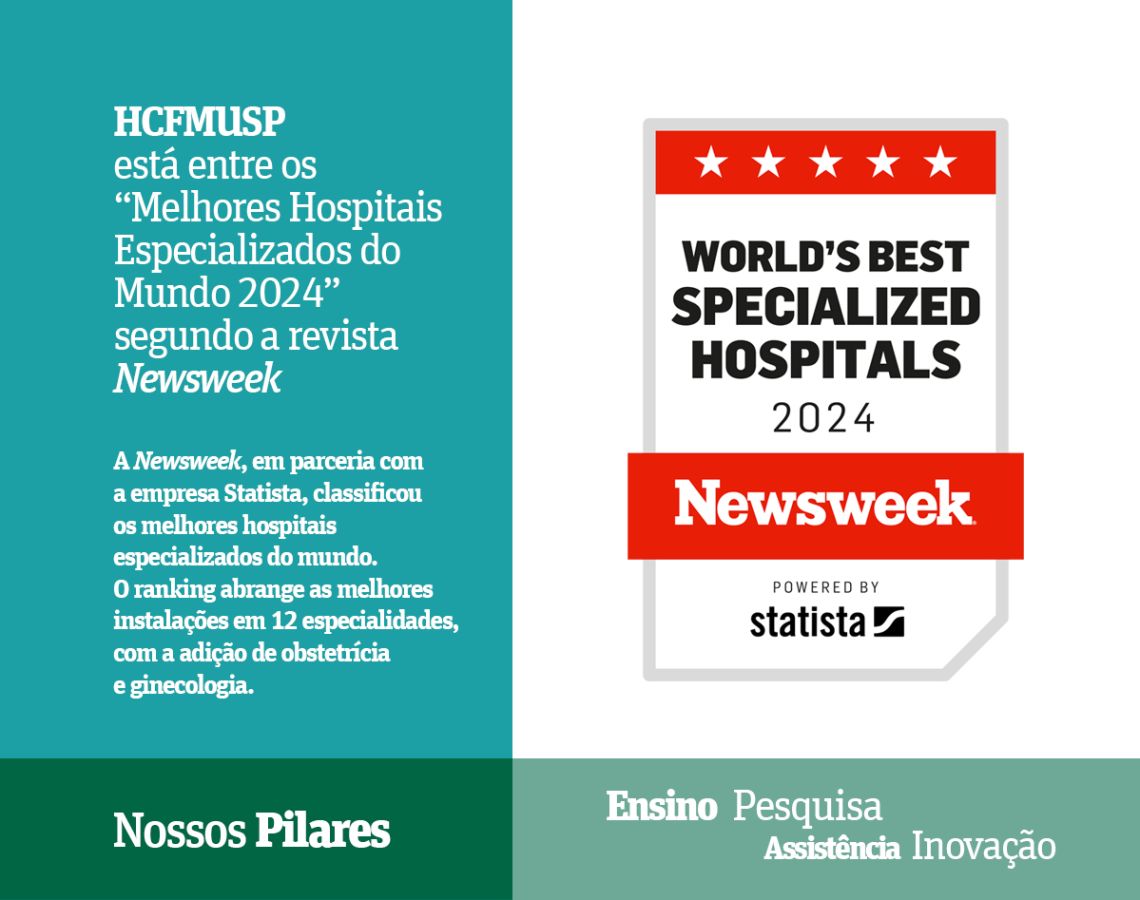 HCFMUSP
está entre os
“Melhores Hospitais
Especializados do
Mundo 2024”
segundo a revista
Newsweek
A Newsweek, em parceria com
a empresa Statista, classificou
os melhores hospitais
especializados do mundo.
O ranking abrange as melhores
instalações em 12 especialidades,
com a adição de obstetrícia
e ginecologia.
WORLD’S BEST
SPECIALIZED
HOSPITALS
2024
Newsweek
POWERED BY
statista
Nossos Pilares
Ensino Pesquisa
Assistência Inovação